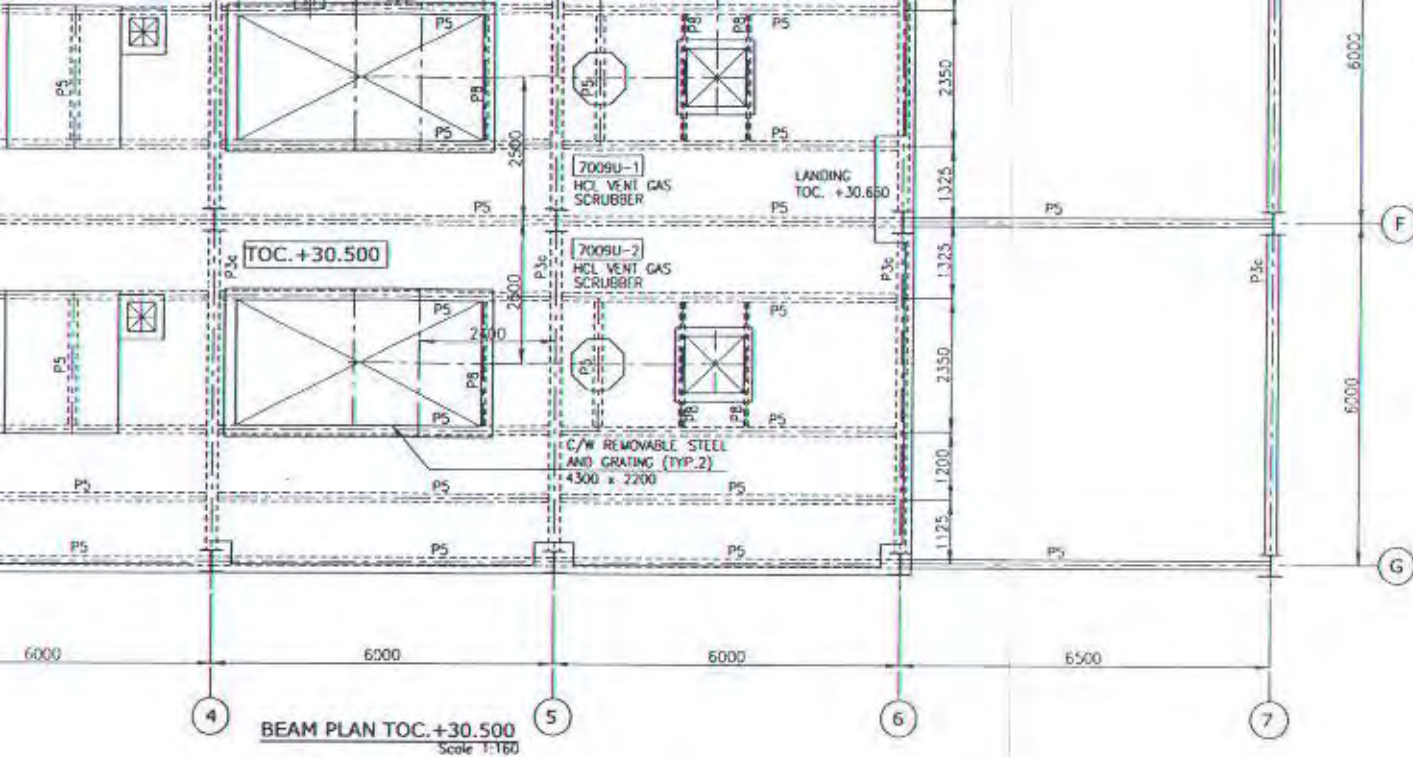 P5
P8
P8
P5
P5
P5
P8
2350
6000
P5
P5
2500
7009U-1
HCL VENT GAS
SCRUBBER
LANDING
TOC. +30.650
1325
P5
P5
P5
F
TOC.+30.500
P3c
P3c
7009U-2
HCL VENT GAS
SCRUBBER
P3c
1325
P3c
2500
P5
P5
2400
P5
P8
P5
2350
6000
P5
P8
P8
P5
C/W REMOVABLE STEEL
AND GRATING (TYP.2)
4300 x 2200
1200
P5
P5
P5
1125
P5
P5
P5
P5
G
6000
6000
6000
6500
4
5
6
7
BEAM PLAN TOC.+30.500
Scale 1:160